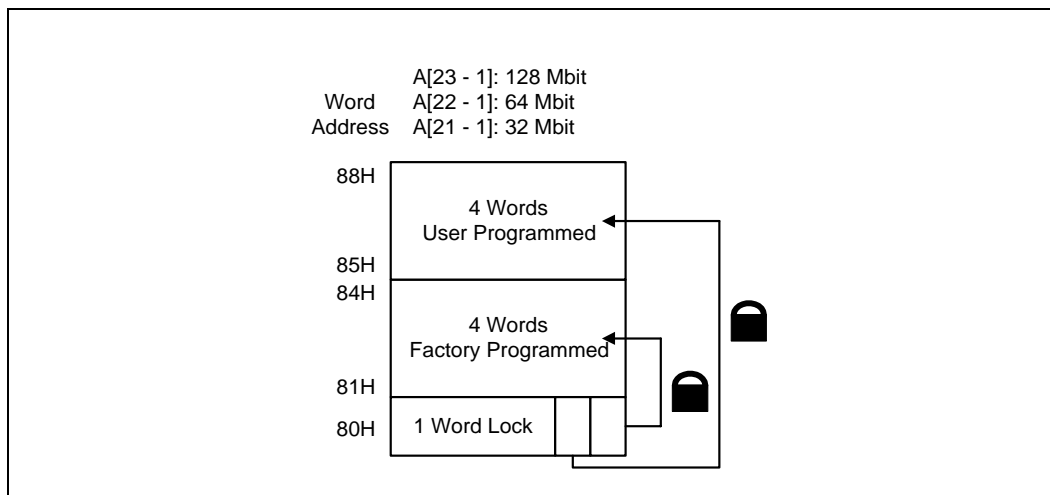 A[23 - 1]: 128 Mbit
Word A[22 - 1]: 64 Mbit
Address A[21 - 1]: 32 Mbit
88H
4 Words
User Programmed
85H
84H
4 Words
Factory Programmed
81H
80H 1 Word Lock